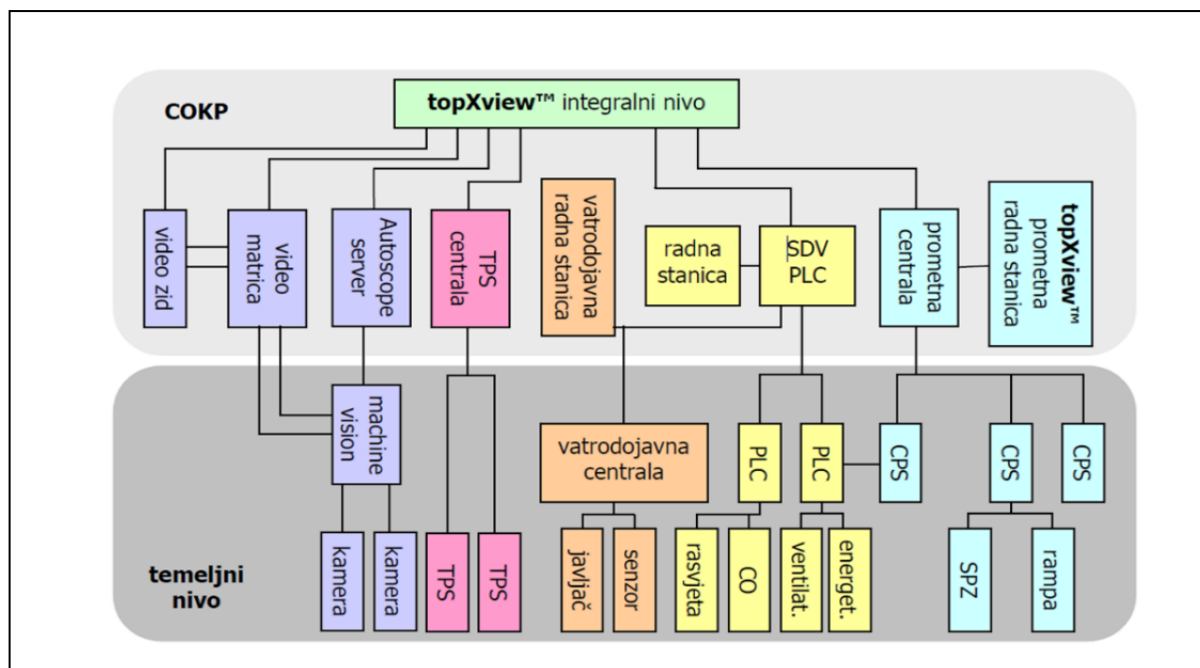 COKP
topXview™ integralni nivo
video zid
video
matrica
Autoscope
server
TPS
centrala
vatrodojavna
radna stanica
radna
stanica
SDV
PLC
prometna
centrala
topXview™
prometna
radna stanica
machine
vision
vatrodojavna
centrala
PLC
PLC
CPS
CPS
CPS
temeljni
nivo
kamera
kamera
TPS
TPS
javljač
senzor
rasvjeta
CO
ventilat.
energet.
SPZ
rampa